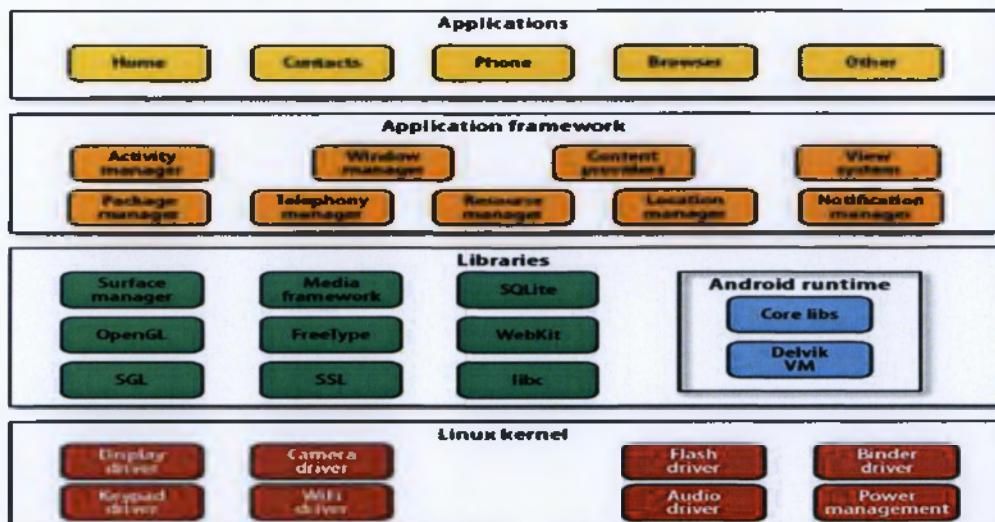 Applications
Home Contacts Phone Browser Other
Application framework
Activity manager
Window manager
Content providers
View system
Package manager
Telephony manager
manager
Location manager
Notification manager
Libraries
Surface manager
Media framework
SQLite
OpenGL
FreeType
WebKit
SGL
SSL
libc
Android runtime
Core libs
Delvik
VM
Linux kernel
Display driver
Camera driver
Flash driver
Binder driver
Keypad driver
WiFi driver
Audio driver
Power management